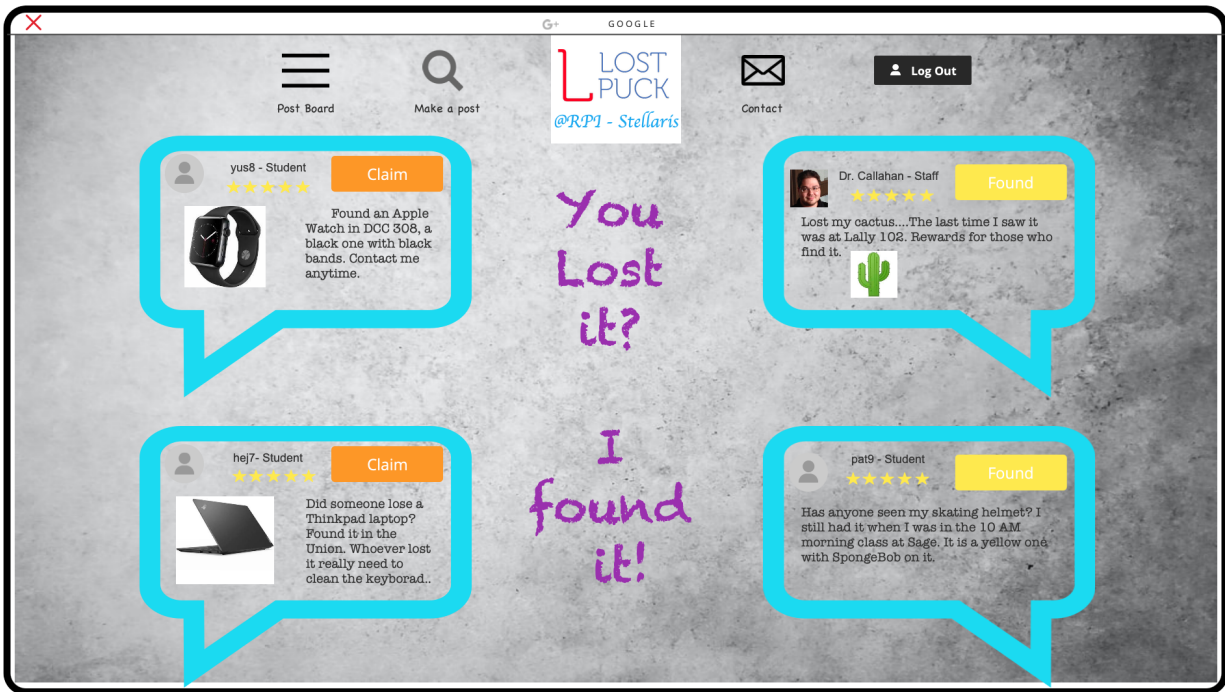 G+ GOOGLE
Post Board
Make a post
LOST
PUCK
@RPI - Stellaris
Contact
Log Out
yus8 - Student
Claim
Found an Apple
Watch in DCC 308, a
black one with black
bands. Contact me
anytime.
Dr. Callahan - Staff
Found
Lost my cactus....The last time I saw it
was at Lally 102. Rewards for those who
find it.
You
Lost
it?
hej7- Student
Claim
Did someone lose a
Thinkpad laptop?
Found it in the
Union. Whoever lost
it really need to
clean the keyborad..
I
found
it!
pat9 - Student
Found
Has anyone seen my skating helmet? I
still had it when I was in the 10 AM
morning class at Sage. It is a yellow one
with SpongeBob on it.